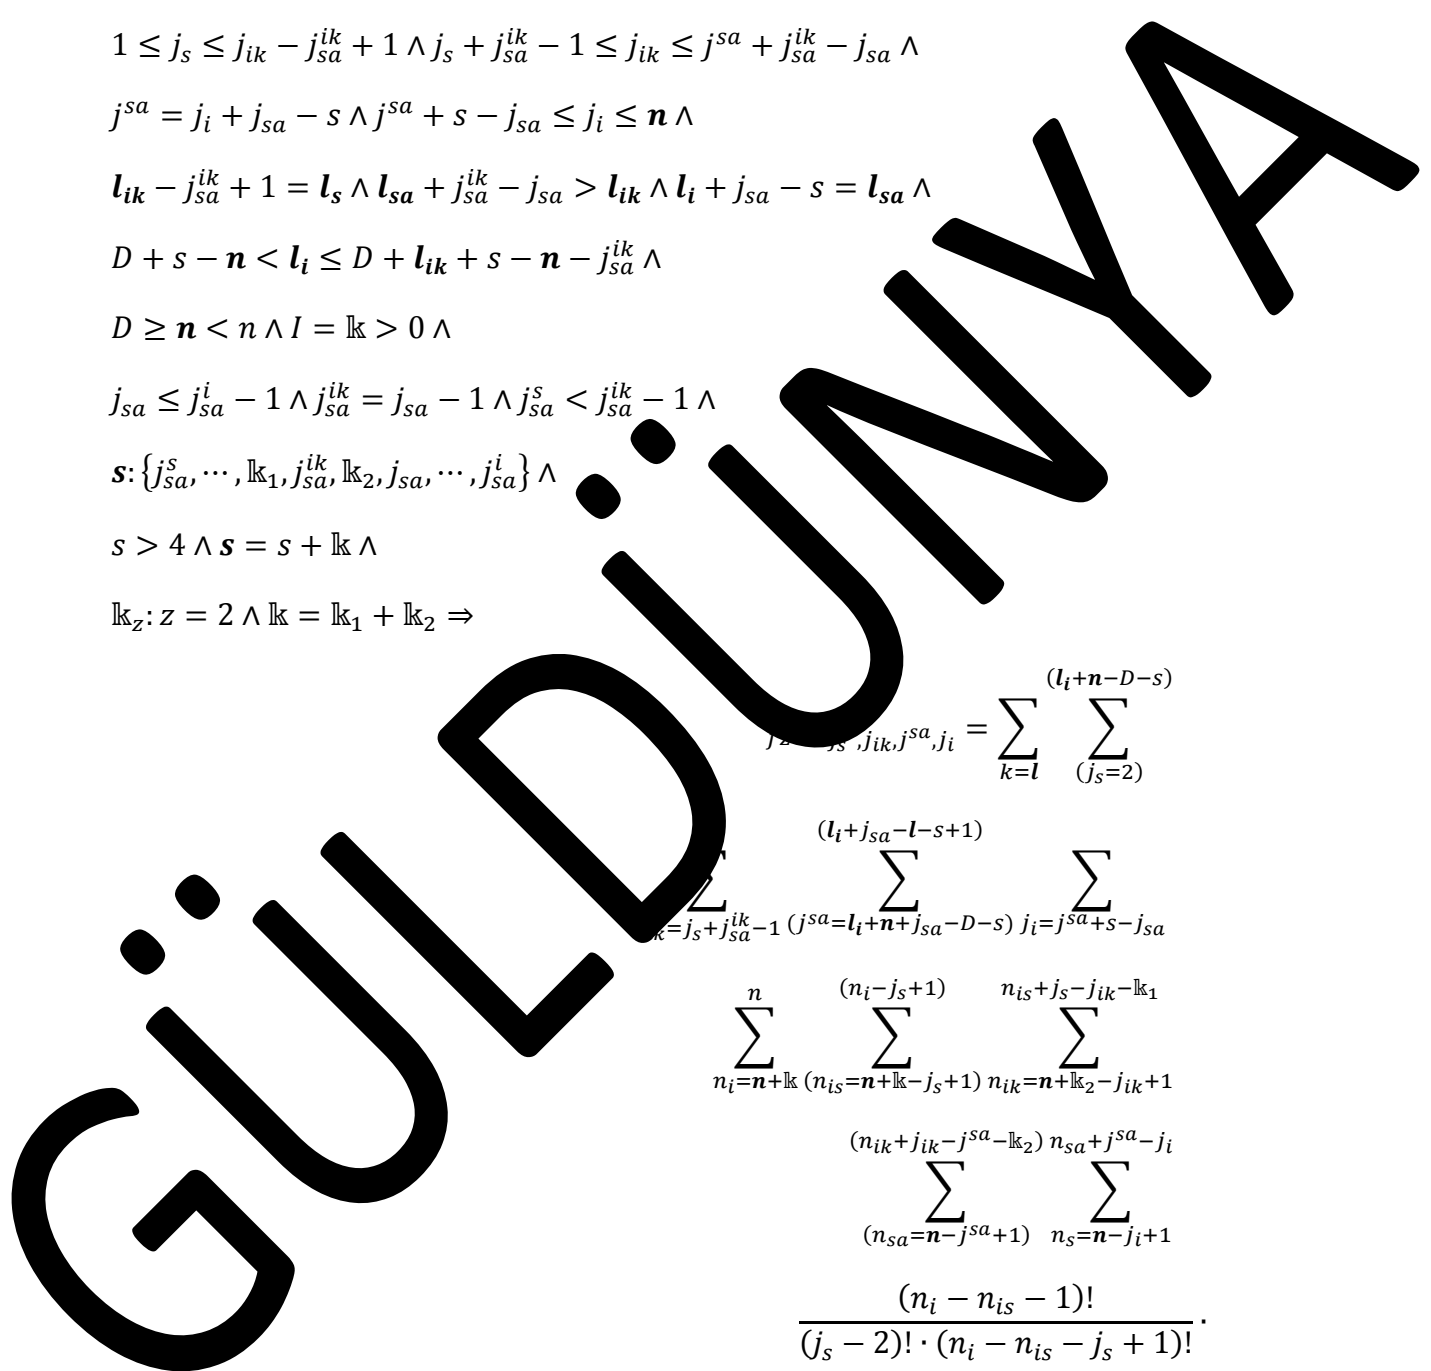 1 ≤ j_s ≤ j_{ik} − j_{sa}^{ik} + 1 ∧ j_s + j_{sa}^{ik} − 1 ≤ j_{ik} ≤ j^{sa} + j_{sa}^{ik} − j_{sa} ∧
j^{sa} = j_i + j_{sa} − s ∧ j^{sa} + s − j_{sa} ≤ j_i ≤ n ∧
l_{ik} − j_{sa}^{ik} + 1 = l_s ∧ l_{sa} + j_{sa}^{ik} − j_{sa} > l_{ik} ∧ l_i + j_{sa} − s = l_{sa} ∧
D + s − n < l_i ≤ D + l_{ik} + s − n − j_{sa}^{ik} ∧
D ≥ n < n ∧ I = 𝕜 > 0 ∧
j_{sa} ≤ j_{sa}^{i} − 1 ∧ j_{sa}^{ik} = j_{sa} − 1 ∧ j_{sa}^{s} < j_{sa}^{ik} − 1 ∧
s: {j_{sa}^{s}, ⋯ , 𝕜_1, j_{sa}^{ik}, 𝕜_2, j_{sa}, ⋯ , j_{sa}^{i}} ∧
s > 4 ∧ s = s + 𝕜 ∧
𝕜_z: z = 2 ∧ 𝕜 = 𝕜_1 + 𝕜_2 ⇒
_{,j_{ik},j^{sa},j_i} = ∑_{k=l} ∑_{(j_s=2)}^{(l_i+n−D−s)}
∑_{=j_s+j_{sa}^{ik}−1} ∑_{(j^{sa}=l_i+n+j_{sa}−D−s)}^{(l_i+j_{sa}−l−s+1)} ∑_{j_i=j^{sa}+s−j_{sa}}
∑_{n_i=n+𝕜}^{n} ∑_{(n_{is}=n+𝕜−j_s+1)}^{(n_i−j_s+1)} ∑_{n_{ik}=n+𝕜_2−j_{ik}+1}^{n_{is}+j_s−j_{ik}−𝕜_1}
∑_{(n_{sa}=n−j^{sa}+1)}^{(n_{ik}+j_{ik}−j^{sa}−𝕜_2)} ∑_{n_s=n−j_i+1}^{n_{sa}+j^{sa}−j_i}
(n_i − n_{is} − 1)!
(j_s − 2)! · (n_i − n_{is} − j_s + 1)! ·
GÜLDÜNYA